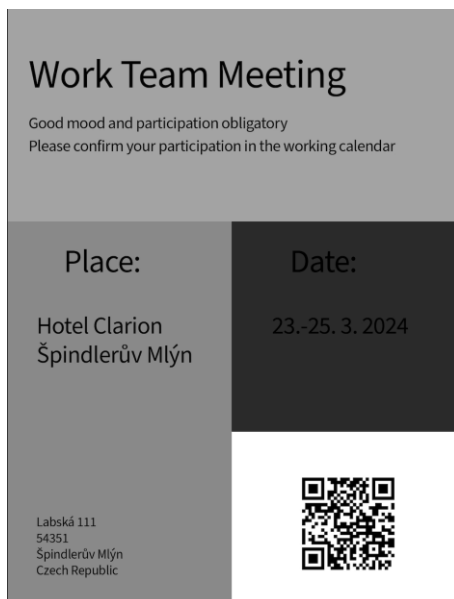 Work Team Meeting
Good mood and participation obligatory
Please confirm your participation in the working calendar
Place:
Hotel Clarion
Špindlerův Mlýn
Date:
23.-25. 3. 2024
Labská 111
54351
Špindlerův Mlýn
Czech Republic